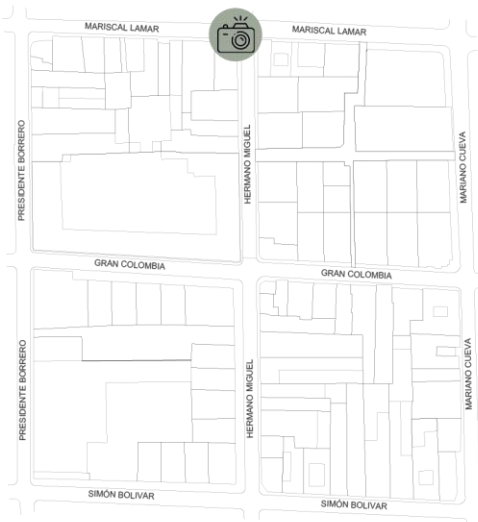 MARISCAL LAMAR
MARISCAL LAMAR
PRESIDENTE BORRERO
HERMANO MIGUEL
MARIANO CUEVA
GRAN COLOMBIA
GRAN COLOMBIA
PRESIDENTE BORRERO
HERMANO MIGUEL
MARIANO CUEVA
SIMÓN BOLIVAR
SIMÓN BOLIVAR